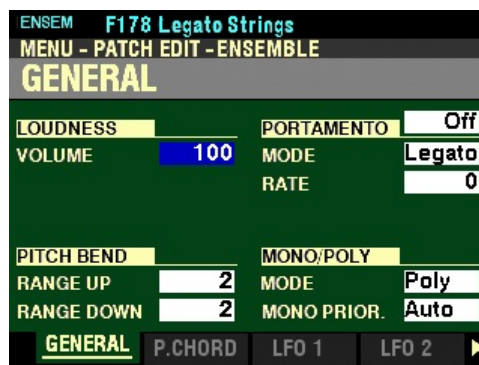 ENSEM F178 Legato Strings
MENU - PATCH EDIT - ENSEMBLE
GENERAL
LOUDNESS
VOLUME 100
PORTAMENTO Off
MODE Legato
RATE 0
PITCH BEND
RANGE UP 2
RANGE DOWN 2
MONO/POLY
MODE Poly
MONO PRIOR. Auto
GENERAL P.CHORD LFO 1 LFO 2